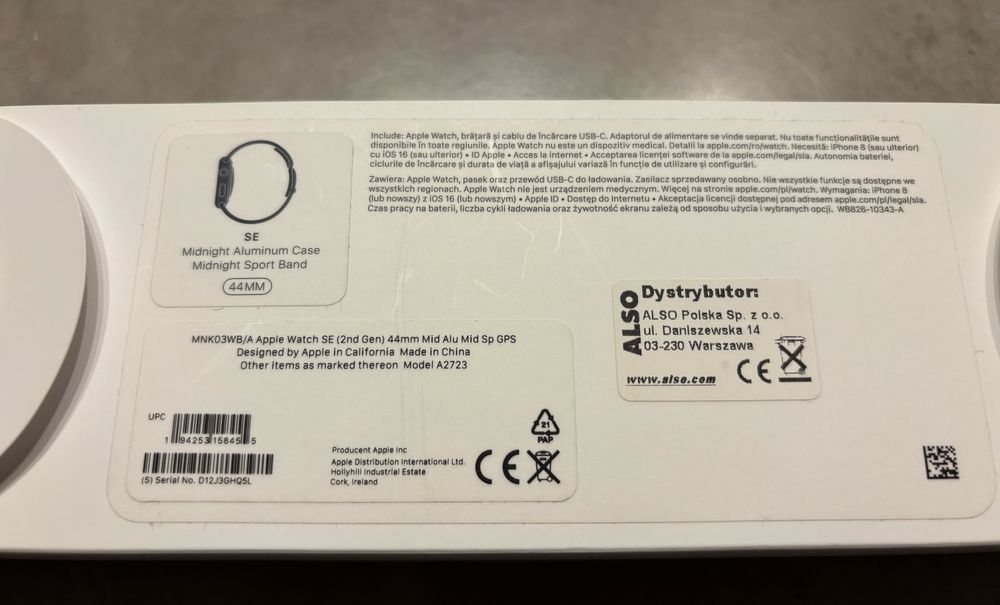 Include: Apple Watch, brățară și cablu de încărcare USB-C. Adaptorul de alimentare se vinde separat. Nu toate funcționalitățile sunt
disponibile în toate regiunile. Apple Watch nu este un dispozitiv medical. Detalii la apple.com/ro/watch. Necesită: iPhone 8 (sau ulterior)
cu iOS 16 (sau ulterior) • ID Apple • Acces la internet • Acceptarea licenței software de la apple.com/legal/sla. Autonomia bateriei,
ciclurile de încărcare și durata de viață a afișajului variază în funcție de utilizare și configurări.
Zawiera: Apple Watch, pasek oraz przewód USB-C do ładowania. Zasilacz sprzedawany osobno. Nie wszystkie funkcje są dostępne we
wszystkich regionach. Apple Watch nie jest urządzeniem medycznym. Więcej na stronie apple.com/pl/watch. Wymagania: iPhone 8
(lub nowszy) z iOS 16 (lub nowszym) • Apple ID • Dostęp do Internetu • Akceptacja licencji dostępnej pod adresem apple.com/pl/legal/sla.
Czas pracy na baterii, liczba cykli ładowania oraz żywotność ekranu zależą od sposobu użycia i wybranych opcji. WB826-10343-A
SE
Midnight Aluminum Case
Midnight Sport Band
44MM
ALSO
Dystrybutor:
ALSO Polska Sp. z o.o.
ul. Daniszewska 14
03-230 Warszawa
www.also.com
CE
MNK03WB/A Apple Watch SE (2nd Gen) 44mm Mid Alu Mid Sp GPS
Designed by Apple in California Made in China
Other items as marked thereon Model A2723
UPC
1 94253 15845 5
(S) Serial No. D12J3GHQ5L
Producent Apple Inc
Apple Distribution International Ltd.
Hollyhill Industrial Estate
Cork, Ireland
21
PAP
CE